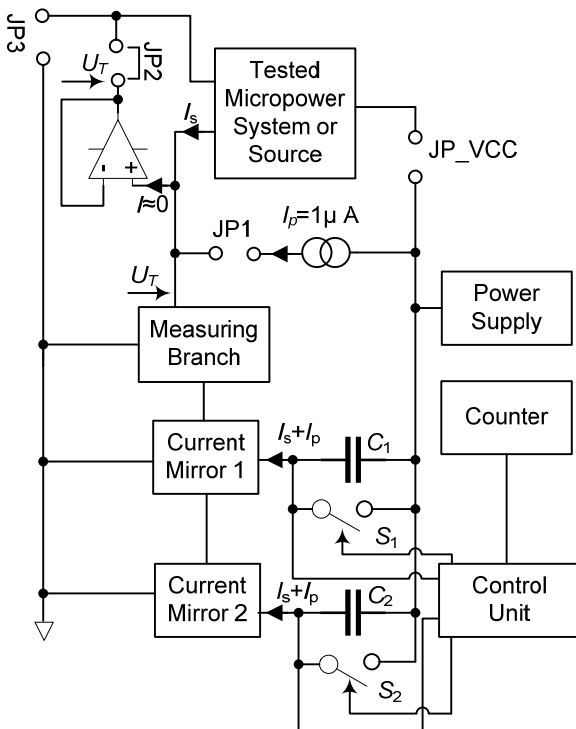 JP3
JP2
U_T
Tested
Micropower
System or
Source
I_s
JP_VCC
- +
I≈0
JP1
I_p=1µ A
U_T
Measuring
Branch
Power
Supply
Counter
Current
Mirror 1
I_s+I_p
C_1
S_1
Current
Mirror 2
I_s+I_p
C_2
Control
Unit
S_2